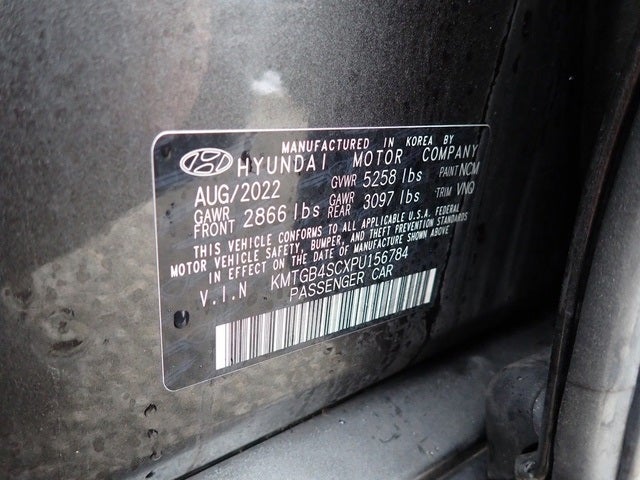 MANUFACTURED IN KOREA BY
HYUNDAI MOTOR COMPANY
AUG/2022 GVWR 5258 lbs PAINT NCM
GAWR FRONT 2866 lbs GAWR REAR 3097 lbs TRIM VNQ
THIS VEHICLE CONFORMS TO ALL APPLICABLE U.S.A. FEDERAL
MOTOR VEHICLE SAFETY, BUMPER, AND THEFT STANDARDS
IN EFFECT ON THE DATE OF MANUFACTURE SHOWN ABOVE
V.I.N KMTGB4SCXPU156784
PASSENGER CAR